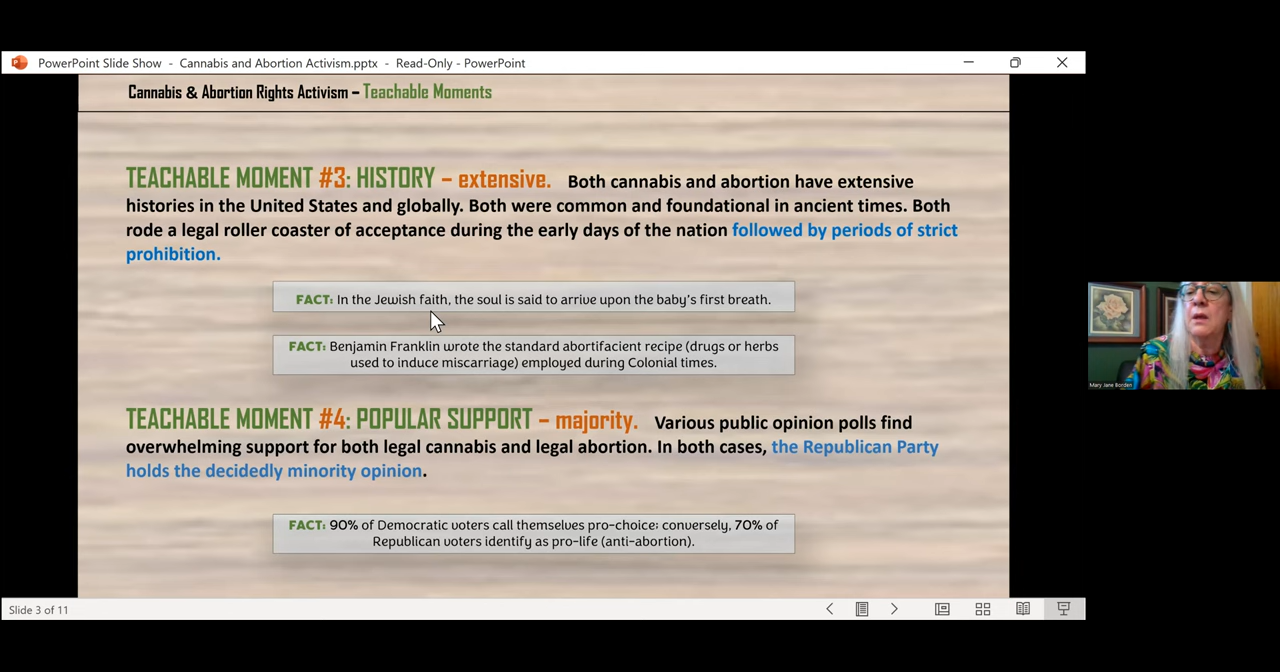 PowerPoint Slide Show - Cannabis and Abortion Activism.pptx - Read-Only - PowerPoint
Cannabis & Abortion Rights Activism – Teachable Moments
TEACHABLE MOMENT #3: HISTORY – extensive. Both cannabis and abortion have extensive
histories in the United States and globally. Both were common and foundational in ancient times. Both
rode a legal roller coaster of acceptance during the early days of the nation followed by periods of strict
prohibition.
FACT: In the Jewish faith, the soul is said to arrive upon the baby's first breath.
FACT: Benjamin Franklin wrote the standard abortifacient recipe (drugs or herbs
used to induce miscarriage) employed during Colonial times.
TEACHABLE MOMENT #4: POPULAR SUPPORT – majority. Various public opinion polls find
overwhelming support for both legal cannabis and legal abortion. In both cases, the Republican Party
holds the decidedly minority opinion.
FACT: 90% of Democratic voters call themselves pro-choice; conversely, 70% of
Republican voters identify as pro-life (anti-abortion).
Slide 3 of 11
Mary Jane Borden